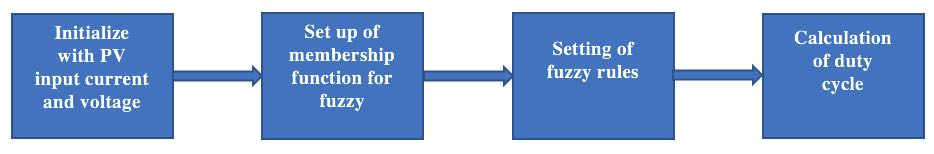 Initialize
with PV
input current
and voltage
Set up of
membership
function for
fuzzy
Setting of
fuzzy rules
Calculation
of duty
cycle